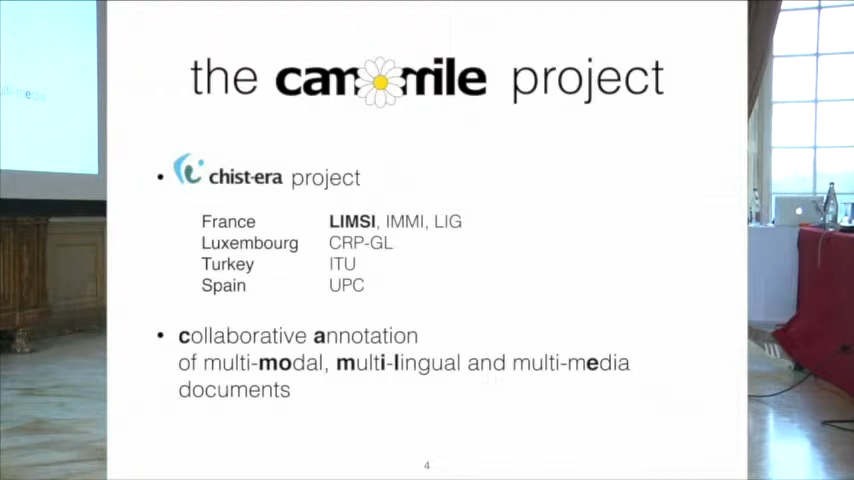 the camomile project
• chist-era project
France LIMSI, IMMI, LIG
Luxembourg CRP-GL
Turkey ITU
Spain UPC
• collaborative annotation
of multi-modal, multi-lingual and multi-media
documents
4